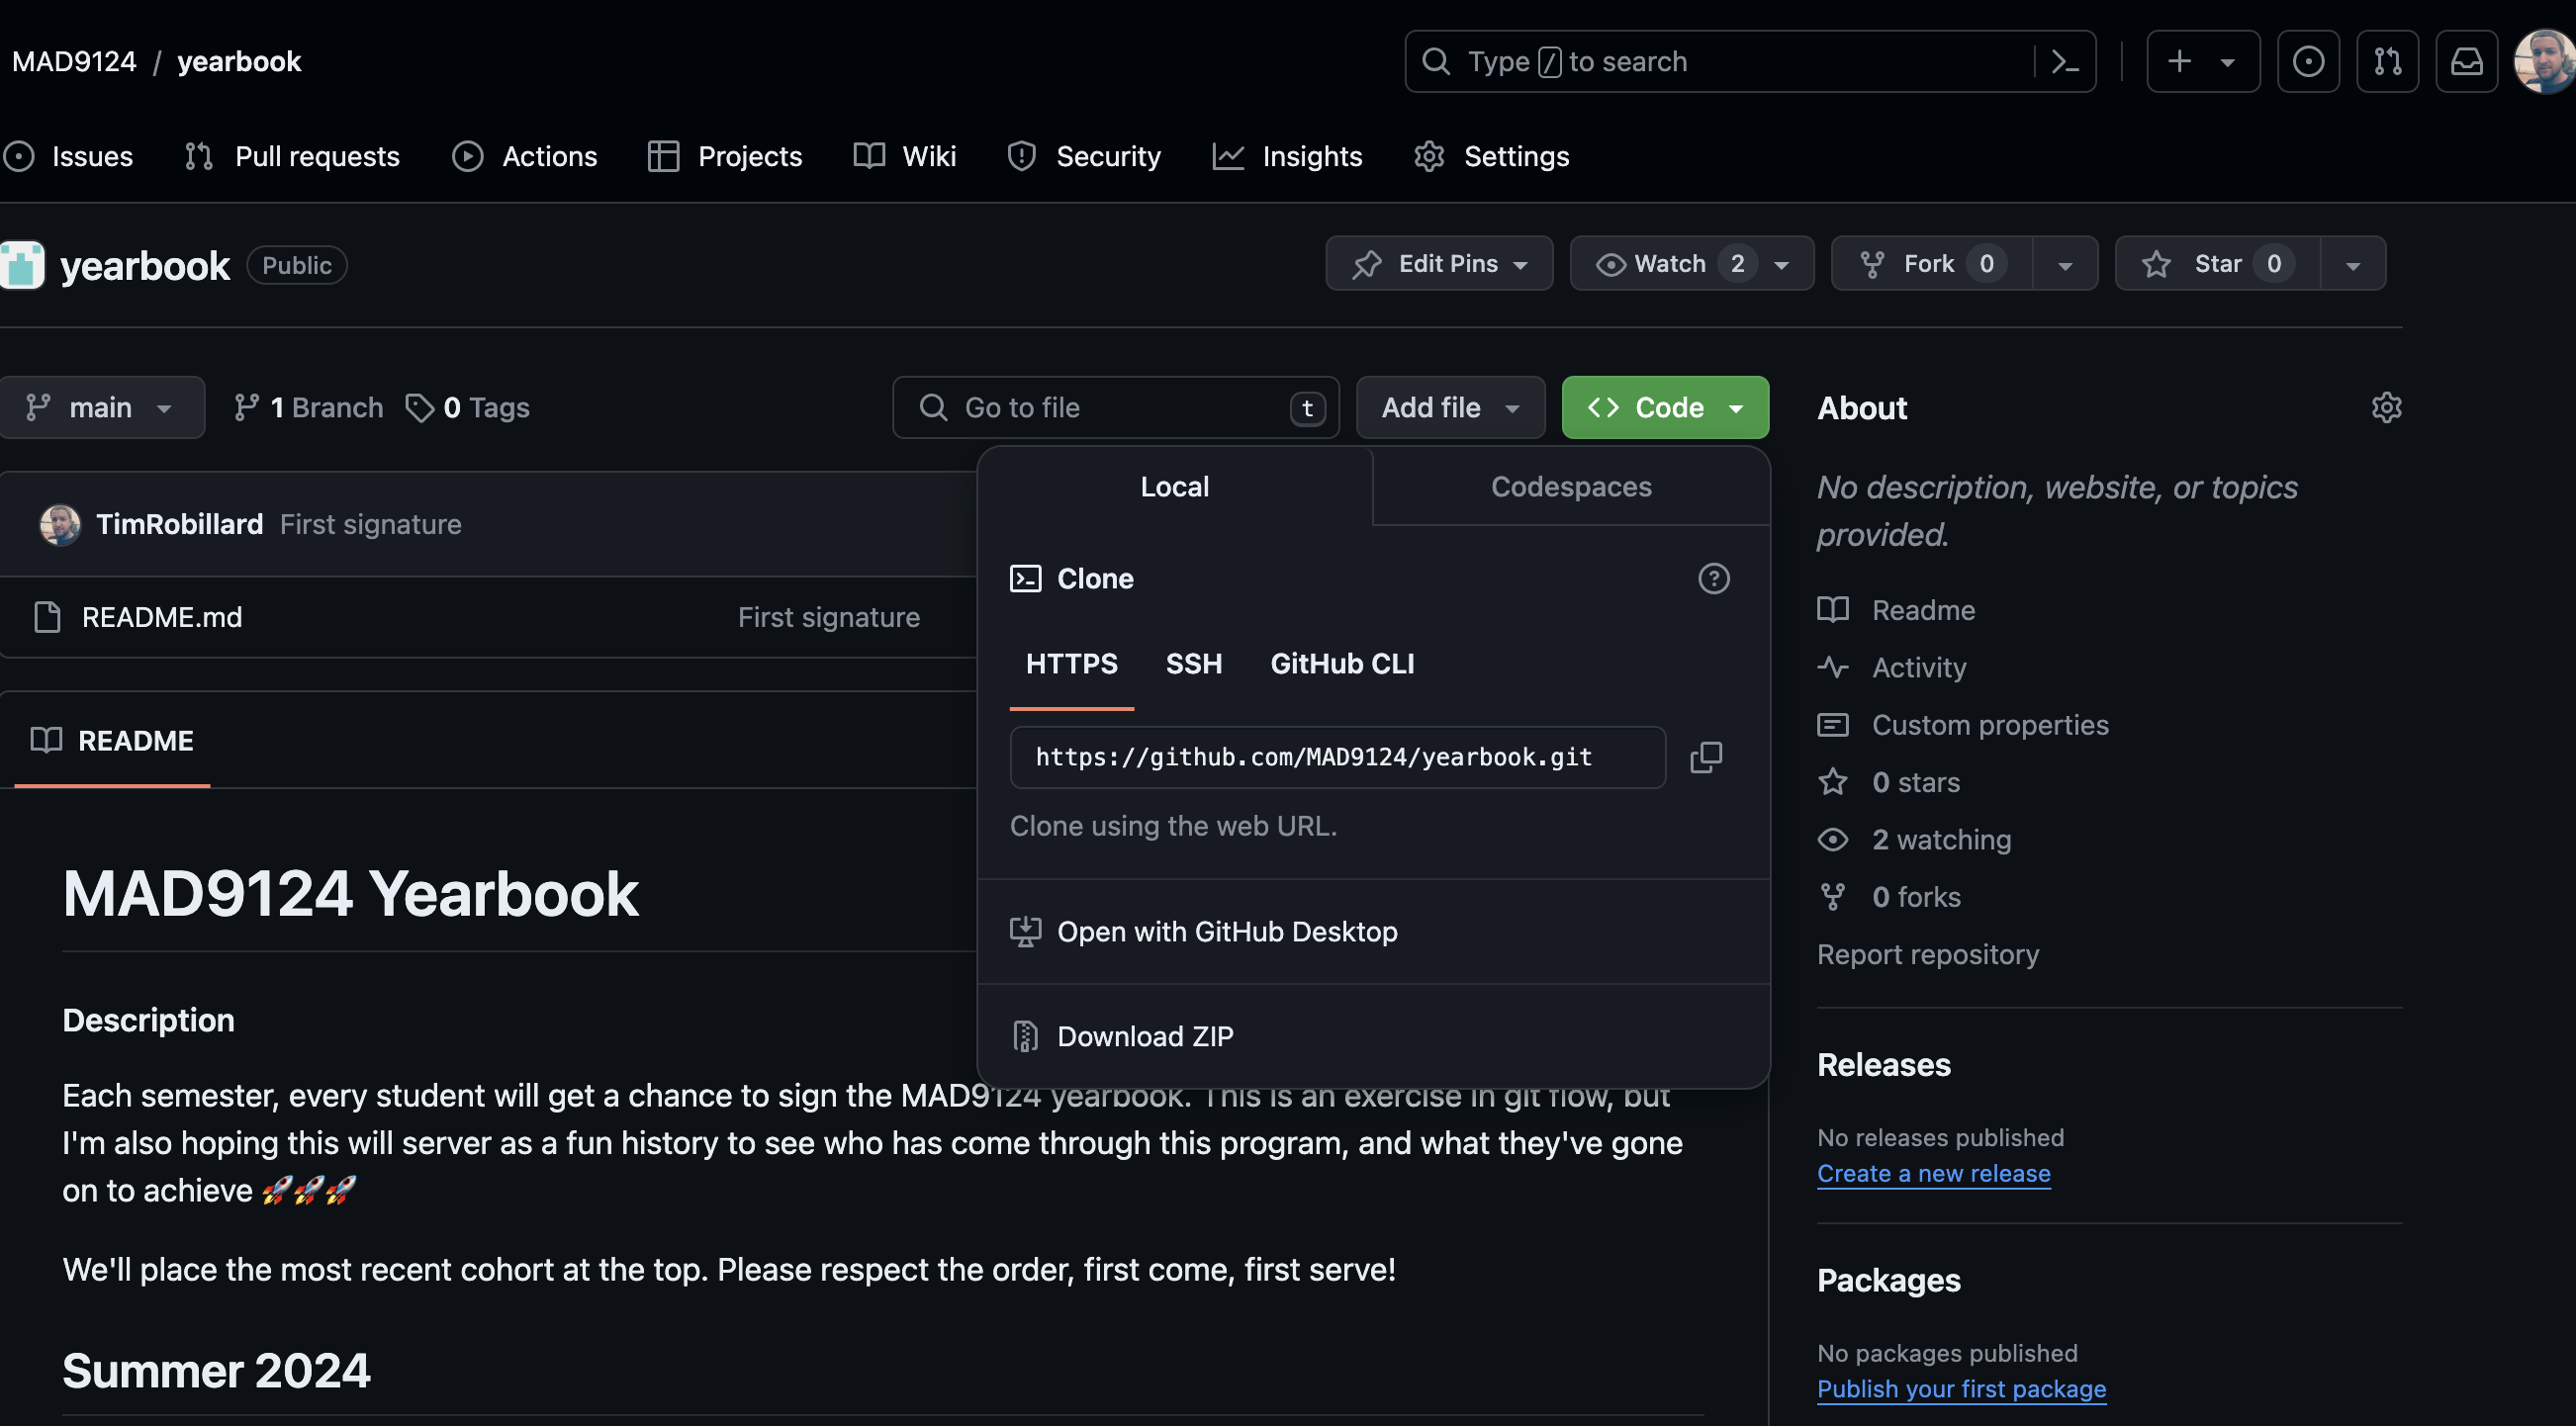 MAD9124 / yearbook
Type / to search
Issues
Pull requests
Actions
Projects
Wiki
Security
Insights
Settings
yearbook Public
Edit Pins
Watch 2
Fork 0
Star 0
main
1 Branch
0 Tags
Go to file t
Add file
Code
TimRobillard First signature
README.md First signature
README
Local
Codespaces
Clone
HTTPS
SSH
GitHub CLI
https://github.com/MAD9124/yearbook.git
Clone using the web URL.
Open with GitHub Desktop
Download ZIP
MAD9124 Yearbook
Description
Each semester, every student will get a chance to sign the MAD9124 yearbook. This is an exercise in git flow, but
I'm also hoping this will server as a fun history to see who has come through this program, and what they've gone
on to achieve 🚀🚀🚀
We'll place the most recent cohort at the top. Please respect the order, first come, first serve!
Summer 2024
About
No description, website, or topics
provided.
Readme
Activity
Custom properties
0 stars
2 watching
0 forks
Report repository
Releases
No releases published
Create a new release
Packages
No packages published
Publish your first package